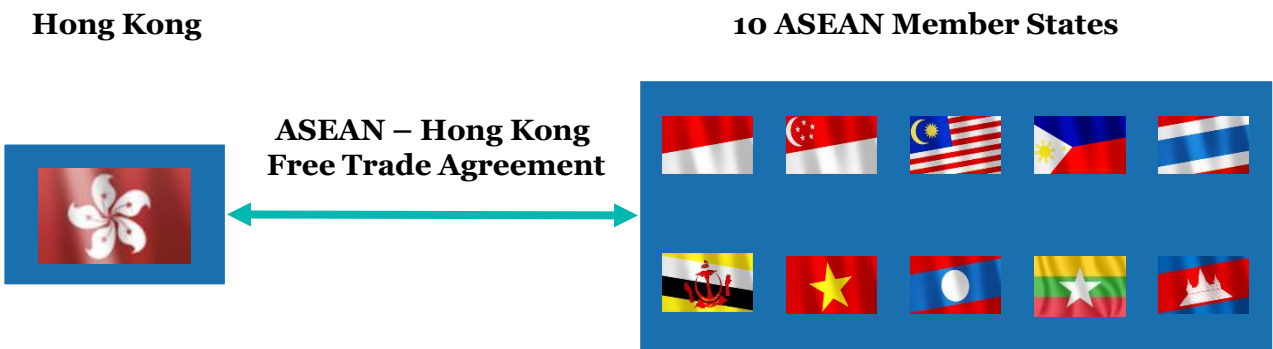 Hong Kong
10 ASEAN Member States
ASEAN – Hong Kong
Free Trade Agreement